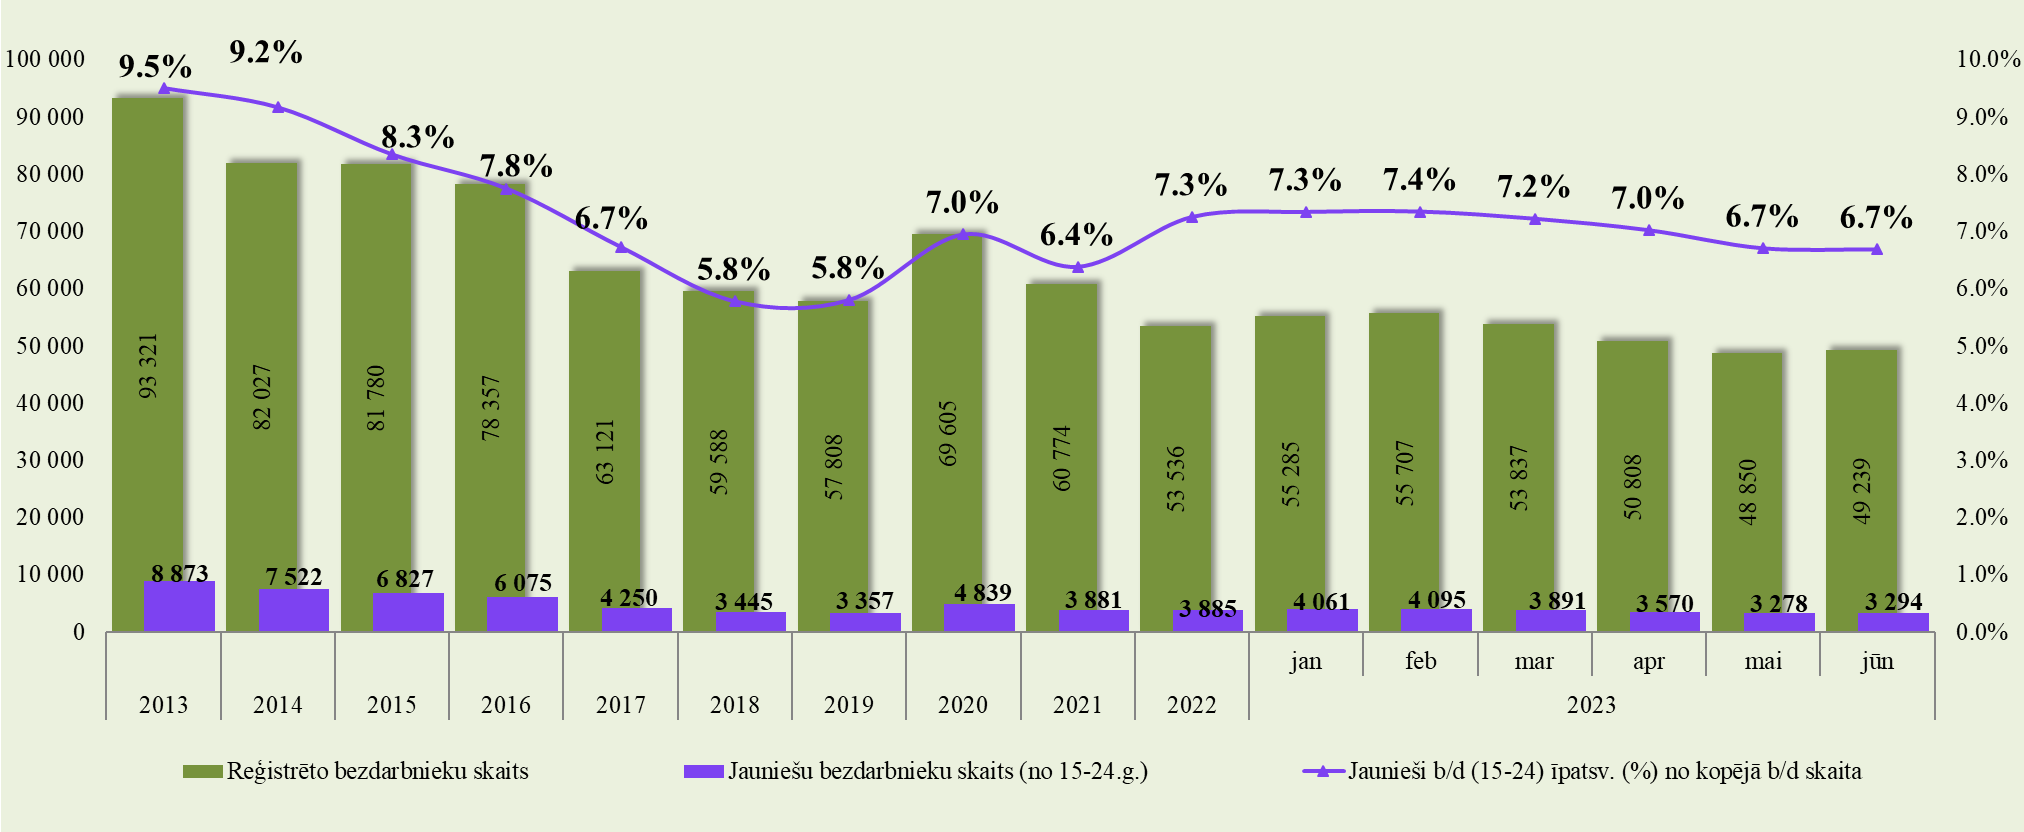 100 000
90 000
80 000
70 000
60 000
50 000
40 000
30 000
20 000
10 000
0
9.5% 9.2% 8.3% 7.8% 6.7% 5.8% 5.8% 7.0% 6.4% 7.3% 7.3% 7.4% 7.2% 7.0% 6.7% 6.7%
93 321 82 027 81 780 78 357 63 121 59 588 57 808 69 605 60 774 53 536 55 285 55 707 53 837 50 808 48 850 49 239
8 873 7 522 6 827 6 075 4 250 3 445 3 357 4 839 3 881 3 885 4 061 4 095 3 891 3 570 3 278 3 294
10.0%
9.0%
8.0%
7.0%
6.0%
5.0%
4.0%
3.0%
2.0%
1.0%
0.0%
jan feb mar apr mai jūn
2013 2014 2015 2016 2017 2018 2019 2020 2021 2022 2023
Reģistrēto bezdarbnieku skaits
Jauniešu bezdarbnieku skaits (no 15-24.g.)
Jaunieši b/d (15-24) īpatsv. (%) no kopējā b/d skaita